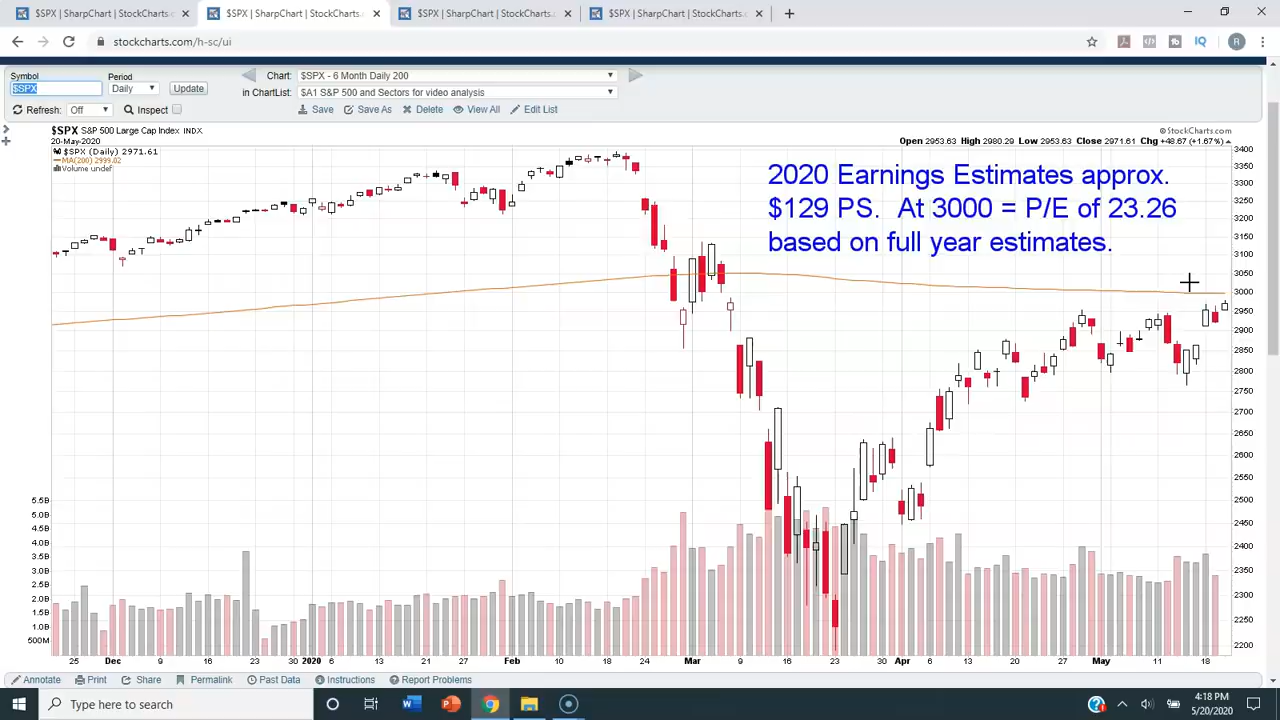 $SPX | SharpChart | StockCharts.com × $SPX | SharpChart | StockCharts.com × $SPX | SharpChart | StockCharts.com × $SPX | SharpChart | StockCharts.com × +
stockcharts.com/h-sc/ui
Symbol Period Chart: $SPX - 6 Month Daily 200
$SPX Daily Update in ChartList: $A1 S&P 500 and Sectors for video analysis
Refresh: Off Inspect Save Save As Delete View All Edit List
$SPX S&P 500 Large Cap Index INDX © StockCharts.com
20-May-2020 Open 2953.63 High 2980.29 Low 2953.63 Close 2971.61 Chg +48.67 (+1.67%)
$SPX (Daily) 2971.61
MA(200) 2999.02
Volume undef
2020 Earnings Estimates approx.
$129 PS. At 3000 = P/E of 23.26
based on full year estimates.
3400
3350
3300
3250
3200
3150
3100
3050
3000
2950
2900
2850
2800
2750
2700
2650
2600
2550
2500
2450
2400
2350
2300
2250
2200
5.5B
5.0B
4.5B
4.0B
3.5B
3.0B
2.5B
2.0B
1.5B
1.0B
500M
25 Dec 9 16 23 30 2020 6 13 21 27 Feb 10 18 24 Mar 9 16 23 30 Apr 6 13 20 27 May 11 18
Annotate Print Share Permalink Past Data Instructions Report Problems
Type here to search
4:18 PM
5/20/2020